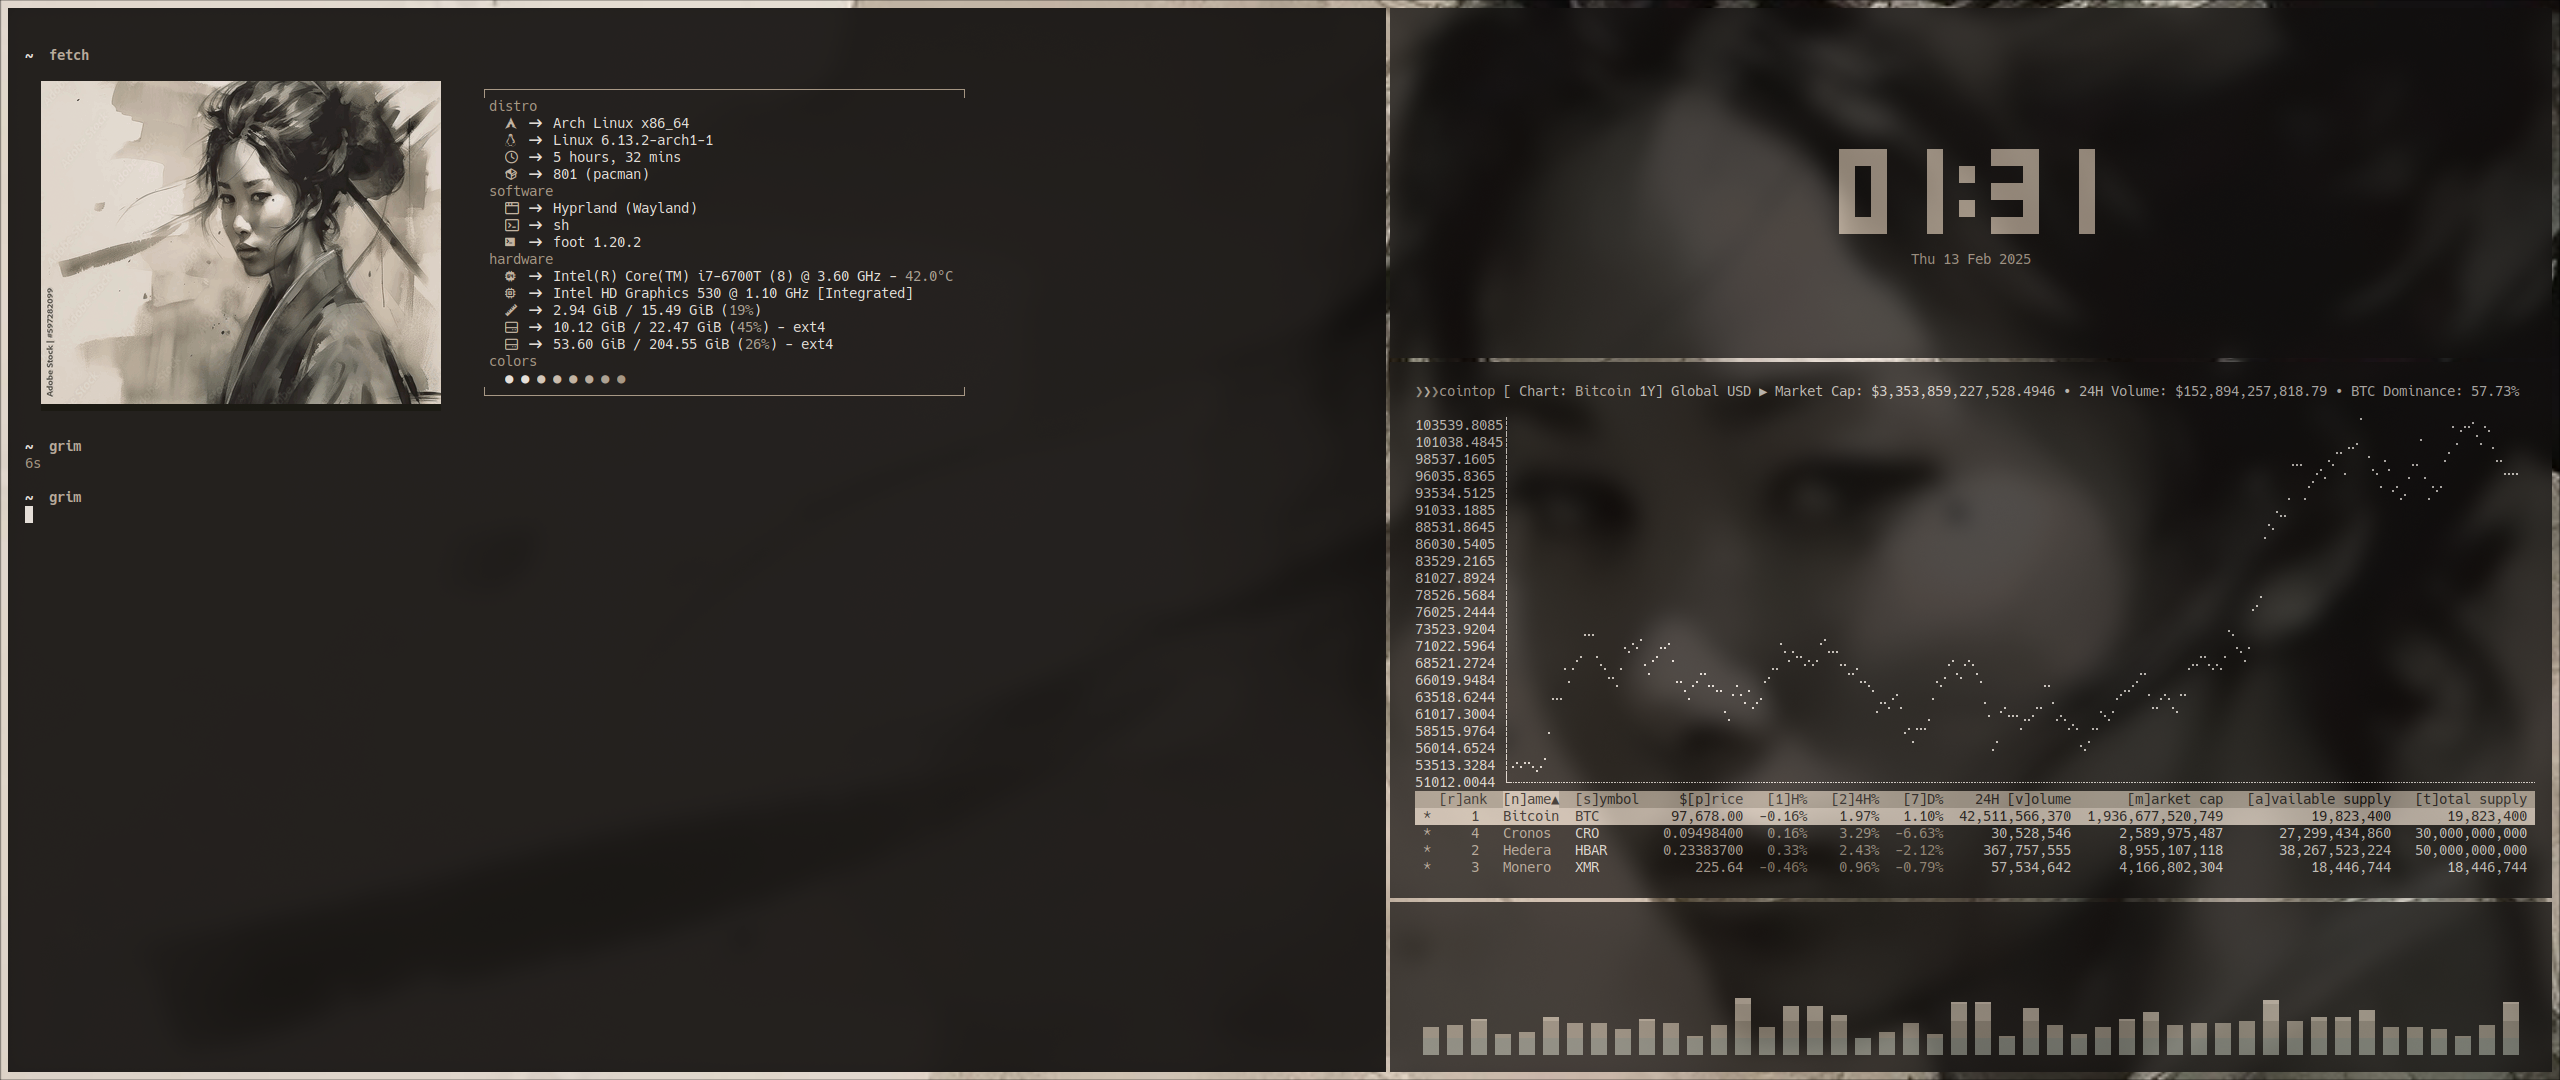 ~ fetch
Adobe Stock | #597282099
distro
→ Arch Linux x86_64
→ Linux 6.13.2-arch1-1
→ 5 hours, 32 mins
→ 801 (pacman)
software
→ Hyprland (Wayland)
→ sh
→ foot 1.20.2
hardware
→ Intel(R) Core(TM) i7-6700T (8) @ 3.60 GHz - 42.0°C
→ Intel HD Graphics 530 @ 1.10 GHz [Integrated]
→ 2.94 GiB / 15.49 GiB (19%)
→ 10.12 GiB / 22.47 GiB (45%) - ext4
→ 53.60 GiB / 204.55 GiB (26%) - ext4
colors
~ grim
6s
~ grim
01:31
Thu 13 Feb 2025
❯❯❯cointop [ Chart: Bitcoin 1Y] Global USD ▶ Market Cap: $3,353,859,227,528.4946 • 24H Volume: $152,894,257,818.79 • BTC Dominance: 57.73%
103539.8085
101038.4845
98537.1605
96035.8365
93534.5125
91033.1885
88531.8645
86030.5405
83529.2165
81027.8924
78526.5684
76025.2444
73523.9204
71022.5964
68521.2724
66019.9484
63518.6244
61017.3004
58515.9764
56014.6524
53513.3284
51012.0044
[r]ank [n]ame▲ [s]ymbol $[p]rice [1]H% [2]4H% [7]D% 24H [v]olume [m]arket cap [a]vailable supply [t]otal supply
* 1 Bitcoin BTC 97,678.00 -0.16% 1.97% 1.10% 42,511,566,370 1,936,677,520,749 19,823,400 19,823,400
* 4 Cronos CRO 0.09498400 0.16% 3.29% -6.63% 30,528,546 2,589,975,487 27,299,434,860 30,000,000,000
* 2 Hedera HBAR 0.23383700 0.33% 2.43% -2.12% 367,757,555 8,955,107,118 38,267,523,224 50,000,000,000
* 3 Monero XMR 225.64 -0.46% 0.96% -0.79% 57,534,642 4,166,802,304 18,446,744 18,446,744